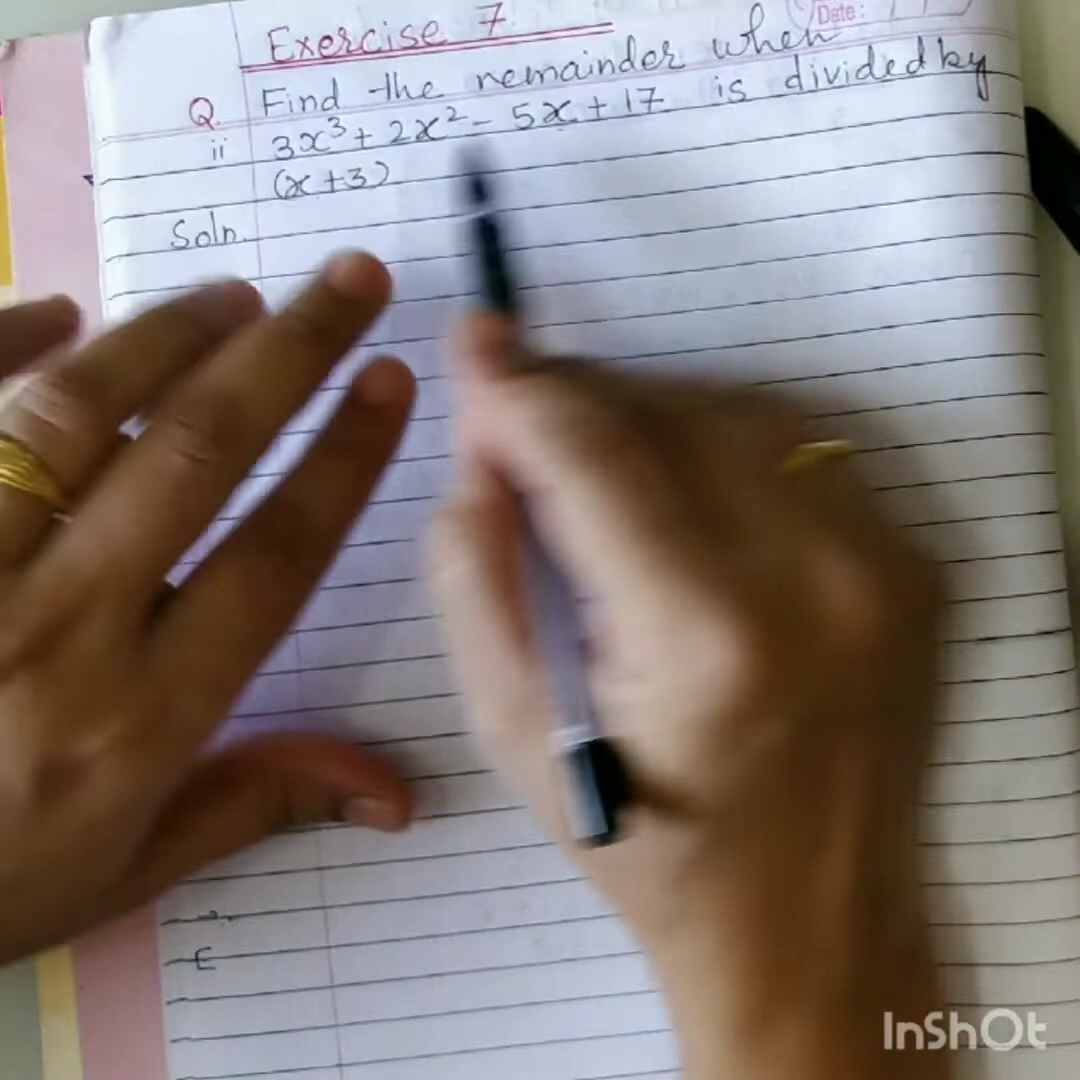 Date:
Exercise 7
Q. Find the remainder when
ii 3x³ + 2x² - 5x + 17 is divided by
(x + 3)
Soln.
InShOt